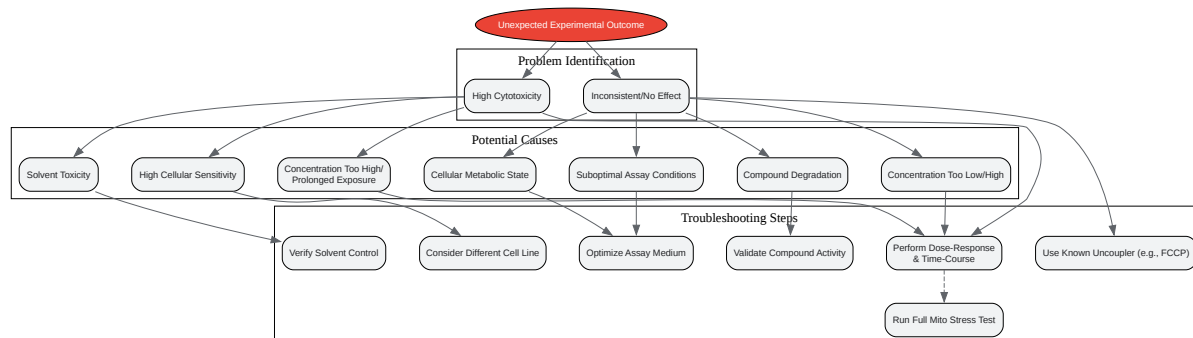 Unexpected Experimental Outcome
Problem Identification
High Cytotoxicity
Inconsistent/No Effect
Potential Causes
Solvent Toxicity
High Cellular Sensitivity
Concentration Too High/
Prolonged Exposure
Cellular Metabolic State
Suboptimal Assay Conditions
Compound Degradation
Concentration Too Low/High
Troubleshooting Steps
Verify Solvent Control
Consider Different Cell Line
Optimize Assay Medium
Validate Compound Activity
Perform Dose-Response
& Time-Course
Use Known Uncoupler (e.g., FCCP)
Run Full Mito Stress Test